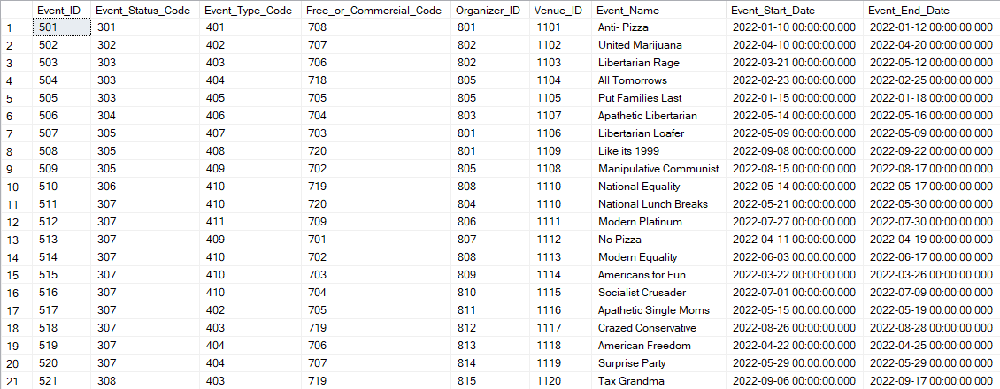 Event_ID Event_Status_Code Event_Type_Code Free_or_Commercial_Code Organizer_ID Venue_ID Event_Name Event_Start_Date Event_End_Date
1 501 301 401 708 801 1101 Anti- Pizza 2022-01-10 00:00:00.000 2022-01-12 00:00:00.000
2 502 302 402 707 802 1102 United Marijuana 2022-04-10 00:00:00.000 2022-04-20 00:00:00.000
3 503 303 403 706 802 1103 Libertarian Rage 2022-03-21 00:00:00.000 2022-05-12 00:00:00.000
4 504 303 404 718 805 1104 All Tomorrows 2022-02-23 00:00:00.000 2022-02-25 00:00:00.000
5 505 303 405 705 805 1105 Put Families Last 2022-01-15 00:00:00.000 2022-01-18 00:00:00.000
6 506 304 406 704 803 1107 Apathetic Libertarian 2022-05-14 00:00:00.000 2022-05-16 00:00:00.000
7 507 305 407 703 801 1106 Libertarian Loafer 2022-05-09 00:00:00.000 2022-05-09 00:00:00.000
8 508 305 408 720 801 1109 Like its 1999 2022-09-08 00:00:00.000 2022-09-22 00:00:00.000
9 509 305 409 702 805 1108 Manipulative Communist 2022-08-15 00:00:00.000 2022-08-17 00:00:00.000
10 510 306 410 719 808 1110 National Equality 2022-05-14 00:00:00.000 2022-05-17 00:00:00.000
11 511 307 410 720 804 1110 National Lunch Breaks 2022-05-21 00:00:00.000 2022-05-30 00:00:00.000
12 512 307 411 709 806 1111 Modern Platinum 2022-07-27 00:00:00.000 2022-07-30 00:00:00.000
13 513 307 409 701 807 1112 No Pizza 2022-04-11 00:00:00.000 2022-04-19 00:00:00.000
14 514 307 410 702 808 1113 Modern Equality 2022-06-03 00:00:00.000 2022-06-17 00:00:00.000
15 515 307 410 703 809 1114 Americans for Fun 2022-03-22 00:00:00.000 2022-03-26 00:00:00.000
16 516 307 410 704 810 1115 Socialist Crusader 2022-07-01 00:00:00.000 2022-07-09 00:00:00.000
17 517 307 402 705 811 1116 Apathetic Single Moms 2022-05-15 00:00:00.000 2022-05-19 00:00:00.000
18 518 307 403 719 812 1117 Crazed Conservative 2022-08-26 00:00:00.000 2022-08-28 00:00:00.000
19 519 307 404 706 813 1118 American Freedom 2022-04-22 00:00:00.000 2022-04-25 00:00:00.000
20 520 307 404 707 814 1119 Surprise Party 2022-05-29 00:00:00.000 2022-05-29 00:00:00.000
21 521 308 403 719 815 1120 Tax Grandma 2022-09-06 00:00:00.000 2022-09-17 00:00:00.000